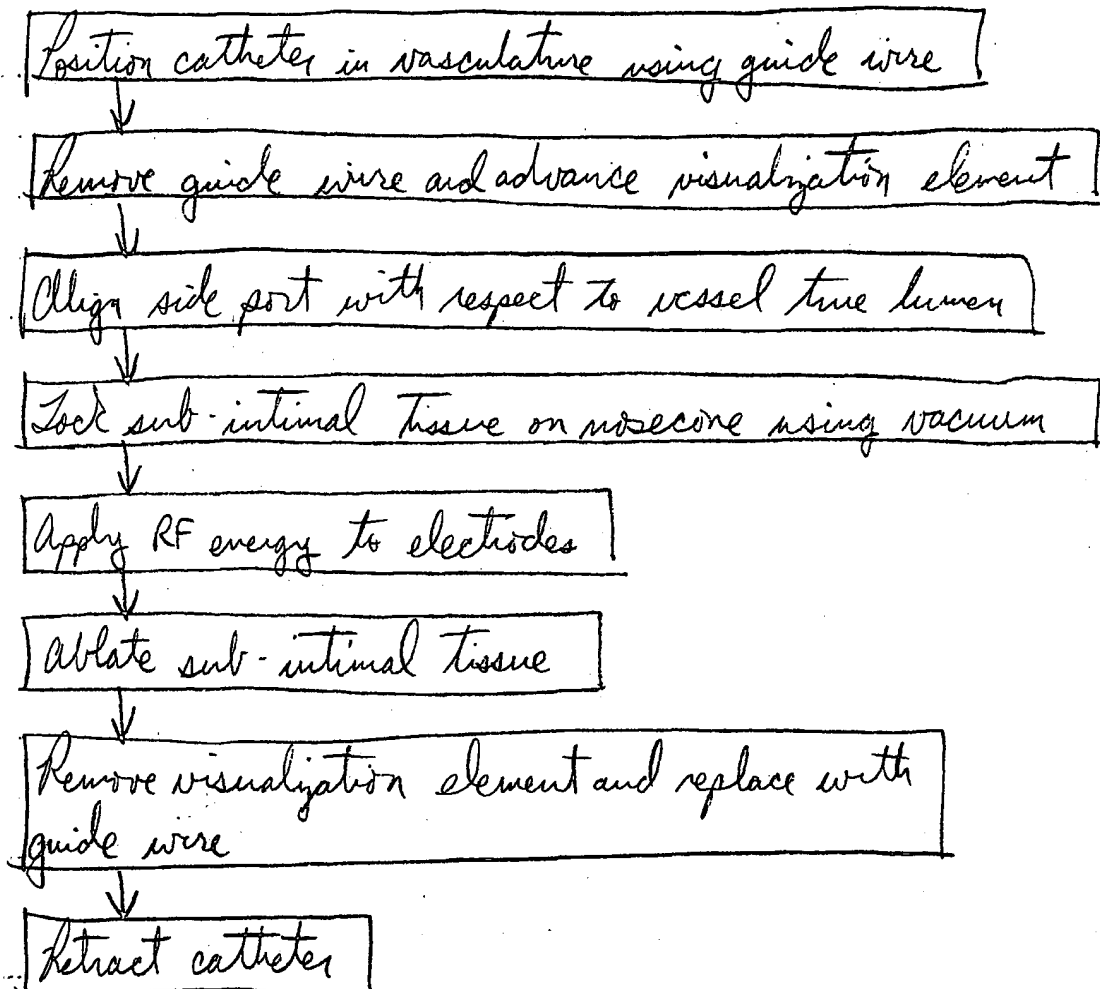 Position catheter in vasculature using guide wire
Remove guide wire and advance visualization element
Align side port with respect to vessel true lumen
Lock sub-intimal tissue on nosecone using vacuum
Apply RF energy to electrodes
Ablate sub-intimal tissue
Remove visualization element and replace with
guide wire
Retract catheter